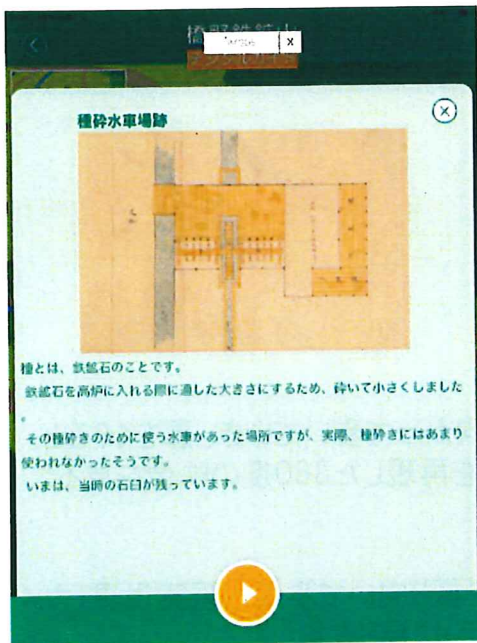 種砕水車場跡
種とは、鉄鉱石のことです。
鉄鉱石を高炉に入れる際に適した大きさにするため、砕いて小さくしました
。
その種砕きのために使う水車があった場所ですが、実際、種砕きにはあまり
使われなかったそうです。
いまは、当時の石臼が残っています。